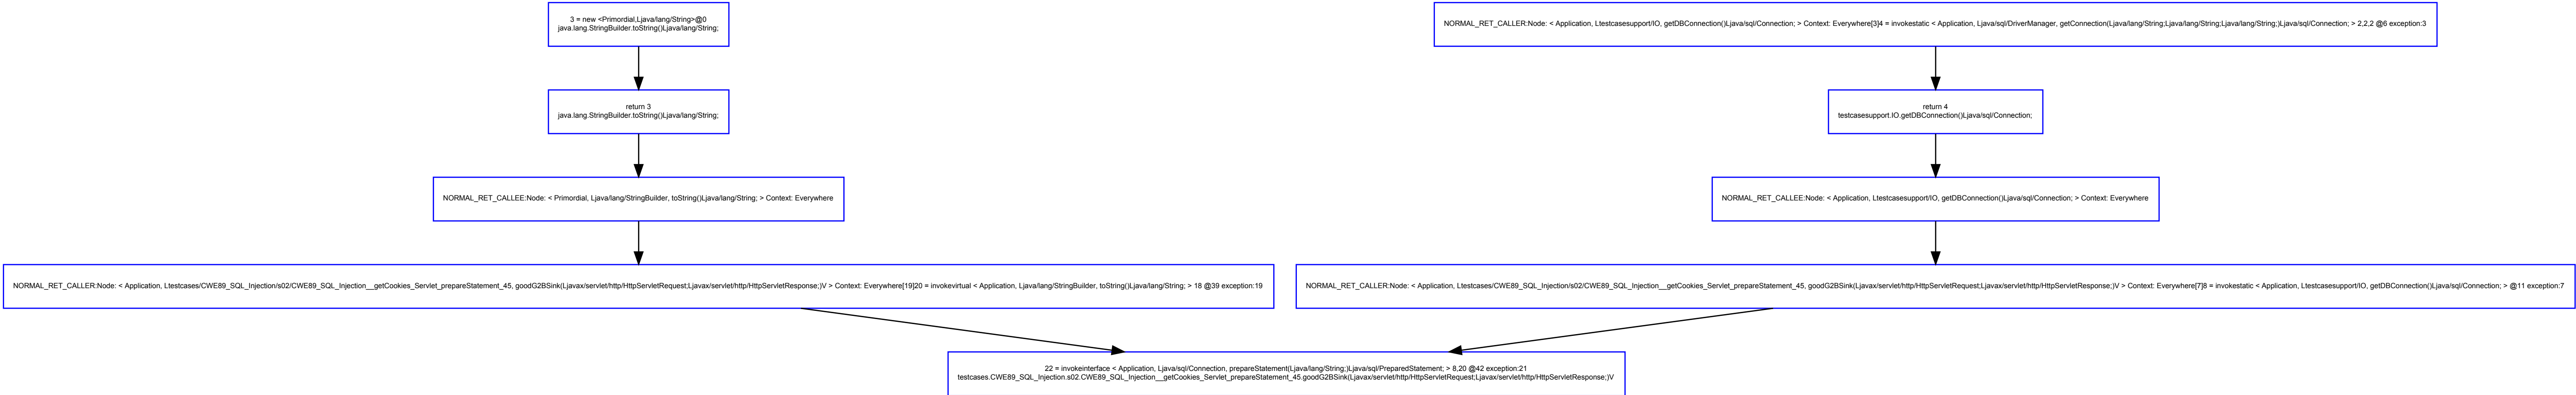 3 = new <Primordial,Ljava/lang/String>@0
java.lang.StringBuilder.toString()Ljava/lang/String;
NORMAL_RET_CALLER:Node: < Application, Ltestcasesupport/IO, getDBConnection()Ljava/sql/Connection; > Context: Everywhere[3]4 = invokestatic < Application, Ljava/sql/DriverManager, getConnection(Ljava/lang/String;Ljava/lang/String;Ljava/lang/String;)Ljava/sql/Connection; > 2,2,2 @6 exception:3
return 3
java.lang.StringBuilder.toString()Ljava/lang/String;
return 4
testcasesupport.IO.getDBConnection()Ljava/sql/Connection;
NORMAL_RET_CALLEE:Node: < Primordial, Ljava/lang/StringBuilder, toString()Ljava/lang/String; > Context: Everywhere
NORMAL_RET_CALLEE:Node: < Application, Ltestcasesupport/IO, getDBConnection()Ljava/sql/Connection; > Context: Everywhere
NORMAL_RET_CALLER:Node: < Application, Ltestcases/CWE89_SQL_Injection/s02/CWE89_SQL_Injection__getCookies_Servlet_prepareStatement_45, goodG2BSink(Ljavax/servlet/http/HttpServletRequest;Ljavax/servlet/http/HttpServletResponse;)V > Context: Everywhere[19]20 = invokevirtual < Application, Ljava/lang/StringBuilder, toString()Ljava/lang/String; > 18 @39 exception:19
NORMAL_RET_CALLER:Node: < Application, Ltestcases/CWE89_SQL_Injection/s02/CWE89_SQL_Injection__getCookies_Servlet_prepareStatement_45, goodG2BSink(Ljavax/servlet/http/HttpServletRequest;Ljavax/servlet/http/HttpServletResponse;)V > Context: Everywhere[7]8 = invokestatic < Application, Ltestcasesupport/IO, getDBConnection()Ljava/sql/Connection; > @11 exception:7
22 = invokeinterface < Application, Ljava/sql/Connection, prepareStatement(Ljava/lang/String;)Ljava/sql/PreparedStatement; > 8,20 @42 exception:21
testcases.CWE89_SQL_Injection.s02.CWE89_SQL_Injection__getCookies_Servlet_prepareStatement_45.goodG2BSink(Ljavax/servlet/http/HttpServletRequest;Ljavax/servlet/http/HttpServletResponse;)V